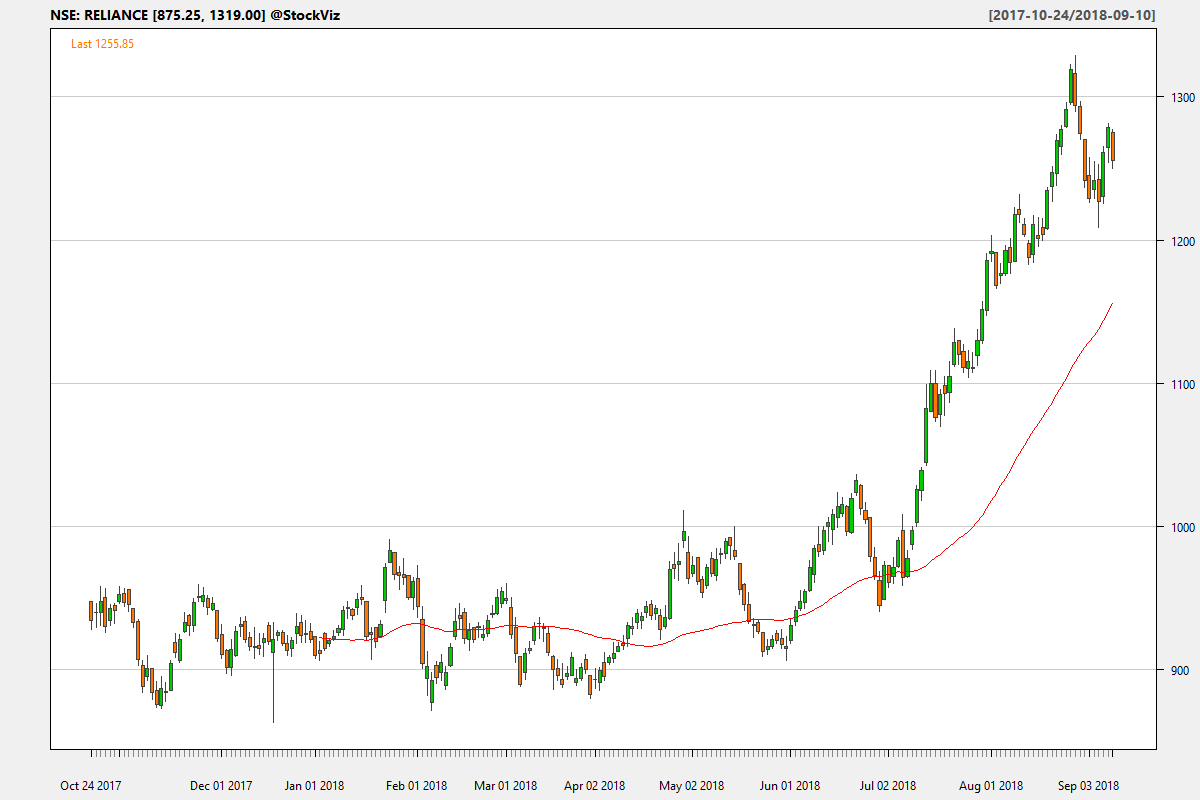 NSE: RELIANCE [875.25, 1319.00] @StockViz
[2017-10-24/2018-09-10]
Last 1255.85
1300
1200
1100
1000
900
Oct 24 2017
Dec 01 2017
Jan 01 2018
Feb 01 2018
Mar 01 2018
Apr 02 2018
May 02 2018
Jun 01 2018
Jul 02 2018
Aug 01 2018
Sep 03 2018